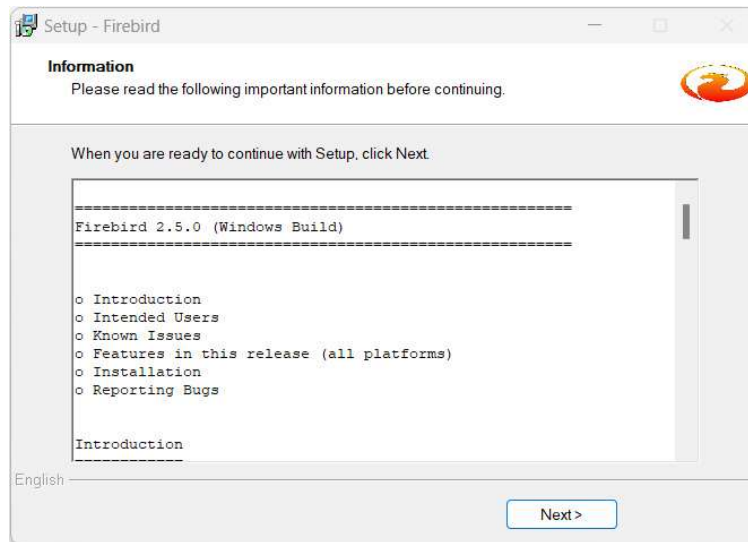 Setup - Firebird
Information
Please read the following important information before continuing.
When you are ready to continue with Setup, click Next.
=======================================================
Firebird 2.5.0 (Windows Build)
=======================================================
o Introduction
o Intended Users
o Known Issues
o Features in this release (all platforms)
o Installation
o Reporting Bugs
Introduction
============
English
Next >